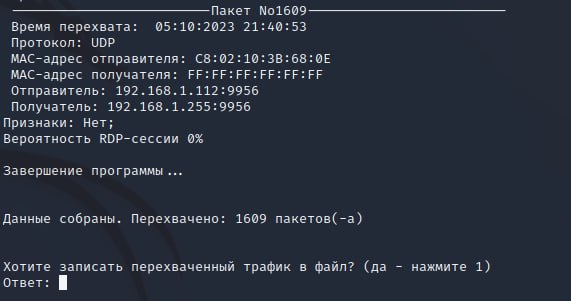 Пакет No1609
Время перехвата: 05:10:2023 21:40:53
Протокол: UDP
MAC-адрес отправителя: C8:02:10:3B:68:0E
MAC-адрес получателя: FF:FF:FF:FF:FF:FF
Отправитель: 192.168.1.112:9956
Получатель: 192.168.1.255:9956
Признаки: Нет;
Вероятность RDP-сессии 0%
Завершение программы...
Данные собраны. Перехвачено: 1609 пакетов(-а)
Хотите записать перехваченный трафик в файл? (да - нажмите 1)
Ответ: